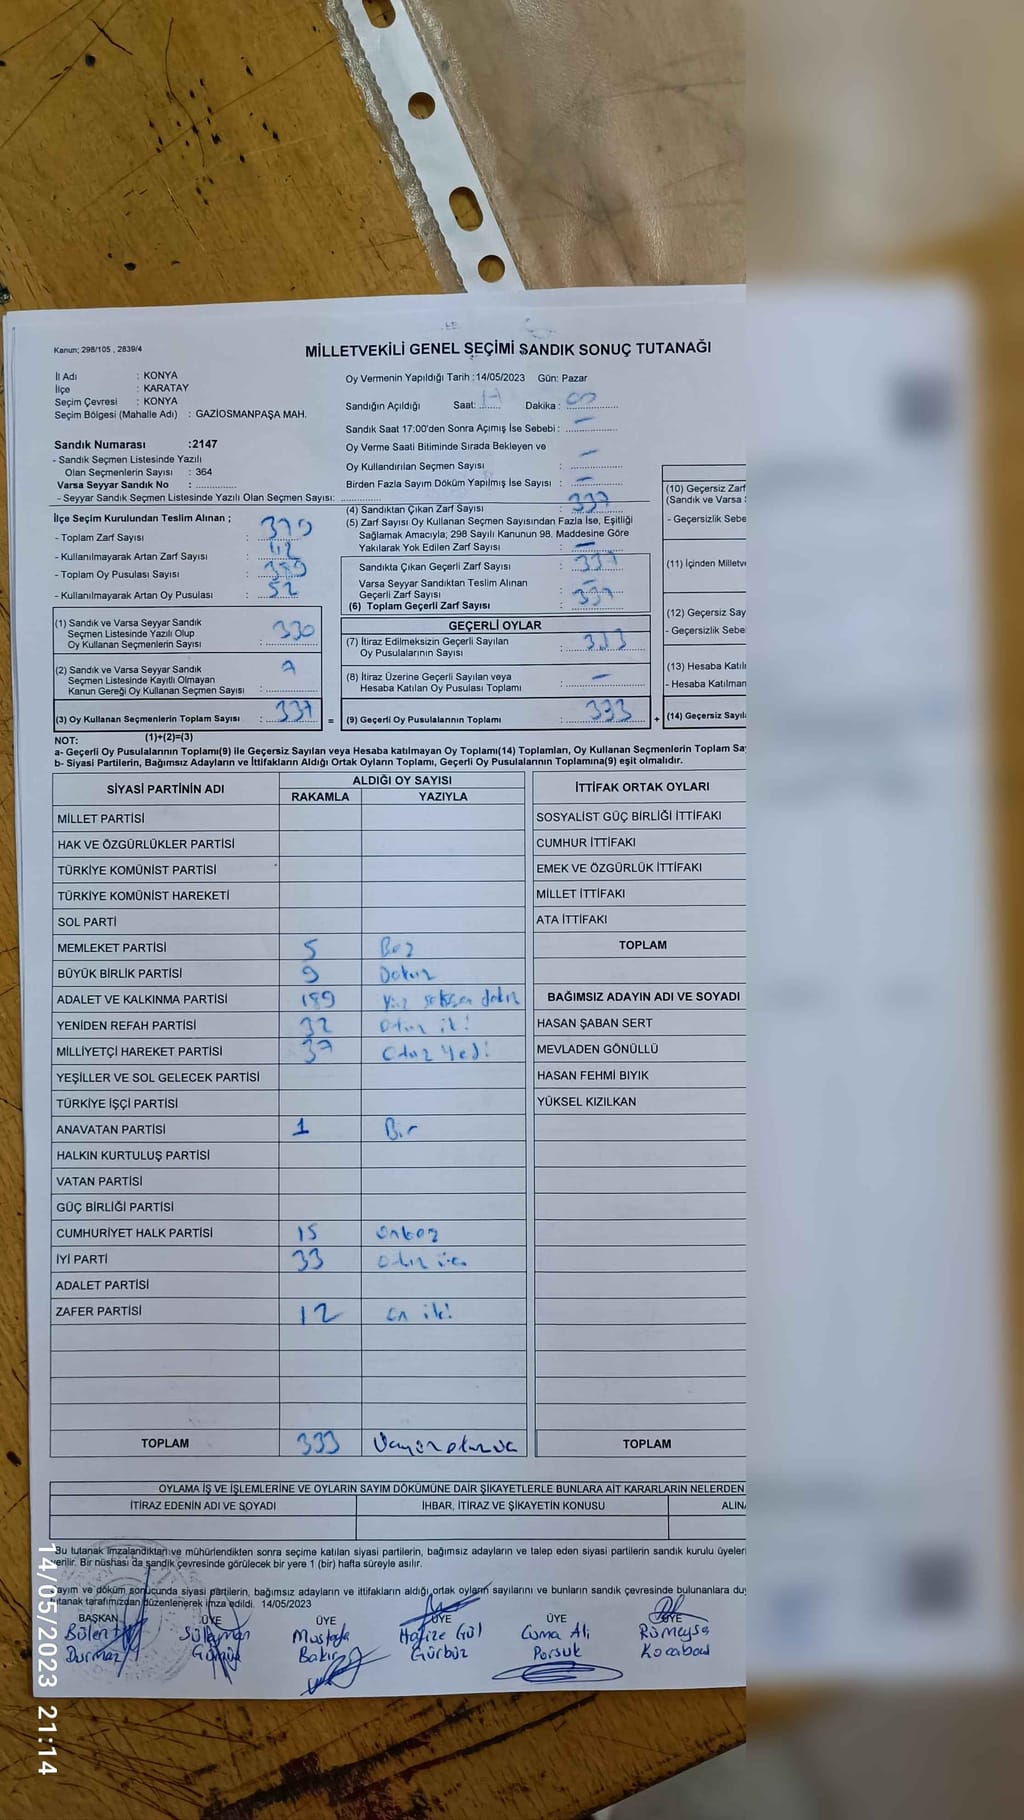 Kanun; 298/105 , 2839/4
MİLLETVEKİLİ GENEL SEÇİMİ SANDIK SONUÇ TUTANAĞI
İl Adı : KONYA
İlçe : KARATAY
Seçim Çevresi : KONYA
Seçim Bölgesi (Mahalle Adı) : GAZİOSMANPAŞA MAH.
Oy Vermenin Yapıldığı Tarih :14/05/2023 Gün: Pazar
Sandığın Açıldığı Saat: 17 Dakika : 00
Sandık Saat 17:00'den Sonra Açımış İse Sebebi : —
Oy Verme Saati Bitiminde Sırada Bekleyen ve
Oy Kullandırılan Seçmen Sayısı : —
Birden Fazla Sayım Döküm Yapılmış İse Sayısı : —
Sandık Numarası :2147
- Sandık Seçmen Listesinde Yazılı
Olan Seçmenlerin Sayısı : 364
Varsa Seyyar Sandık No :
- Seyyar Sandık Seçmen Listesinde Yazılı Olan Seçmen Sayısı:
İlçe Seçim Kurulundan Teslim Alınan ;
- Toplam Zarf Sayısı : 379
- Kullanılmayarak Artan Zarf Sayısı : 42
- Toplam Oy Pusulası Sayısı : 389
- Kullanılmayarak Artan Oy Pusulası : 52
(4) Sandıktan Çıkan Zarf Sayısı : 337
(5) Zarf Sayısı Oy Kullanan Seçmen Sayısından Fazla İse, Eşitliği
Sağlamak Amacıyla; 298 Sayılı Kanunun 98. Maddesine Göre
Yakılarak Yok Edilen Zarf Sayısı : —
Sandıkta Çıkan Geçerli Zarf Sayısı : 337
Varsa Seyyar Sandıktan Teslim Alınan
Geçerli Zarf Sayısı : —
(6) Toplam Geçerli Zarf Sayısı : 337
(1) Sandık ve Varsa Seyyar Sandık
Seçmen Listesinde Yazılı Olup
Oy Kullanan Seçmenlerin Sayısı : 330
(2) Sandık ve Varsa Seyyar Sandık
Seçmen Listesinde Kayıtlı Olmayan
Kanun Gereği Oy Kullanan Seçmen Sayısı : 7
(3) Oy Kullanan Seçmenlerin Toplam Sayısı : 337 =
GEÇERLİ OYLAR
(7) İtiraz Edilmeksizin Geçerli Sayılan
Oy Pusulalarının Sayısı : 333
(8) İtiraz Üzerine Geçerli Sayılan veya
Hesaba Katılan Oy Pusulası Toplamı : —
(9) Geçerli Oy Pusulalarının Toplamı : 333 +
(10) Geçersiz Zarf
(Sandık ve Varsa
- Geçersizlik Sebe
(11) İçinden Milletve
(12) Geçersiz Say
- Geçersizlik Sebe
(13) Hesaba Katıl
- Hesaba Katılman
(14) Geçersiz Sayıl
NOT: (1)+(2)=(3)
a- Geçerli Oy Pusulalarının Toplamı(9) ile Geçersiz Sayılan veya Hesaba katılmayan Oy Toplamı(14) Toplamları, Oy Kullanan Seçmenlerin Toplam Sa
b- Siyasi Partilerin, Bağımsız Adayların ve İttifakların Aldığı Ortak Oyların Toplamı, Geçerli Oy Pusulalarının Toplamına(9) eşit olmalıdır.
SİYASİ PARTİNİN ADI ALDIĞI OY SAYISI
RAKAMLA YAZIYLA
MİLLET PARTİSİ
HAK VE ÖZGÜRLÜKLER PARTİSİ
TÜRKİYE KOMÜNİST PARTİSİ
TÜRKİYE KOMÜNİST HAREKETİ
SOL PARTİ
MEMLEKET PARTİSİ 5 Beş
BÜYÜK BİRLİK PARTİSİ 9 Dokuz
ADALET VE KALKINMA PARTİSİ 189 Yüz seksen dokuz
YENİDEN REFAH PARTİSİ 32 otuz iki
MİLLİYETÇİ HAREKET PARTİSİ 37 Otuz Yedi
YEŞİLLER VE SOL GELECEK PARTİSİ
TÜRKİYE İŞÇİ PARTİSİ
ANAVATAN PARTİSİ 1 Bir
HALKIN KURTULUŞ PARTİSİ
VATAN PARTİSİ
GÜÇ BİRLİĞİ PARTİSİ
CUMHURİYET HALK PARTİSİ 15 onbeş
İYİ PARTİ 33 otuz üç
ADALET PARTİSİ
ZAFER PARTİSİ 12 on iki
TOPLAM 333
İTTİFAK ORTAK OYLARI
SOSYALİST GÜÇ BİRLİĞİ İTTİFAKI
CUMHUR İTTİFAKI
EMEK VE ÖZGÜRLÜK İTTİFAKI
MİLLET İTTİFAKI
ATA İTTİFAKI
TOPLAM
BAĞIMSIZ ADAYIN ADI VE SOYADI
HASAN ŞABAN SERT
MEVLADEN GÖNÜLLÜ
HASAN FEHMİ BIYIK
YÜKSEL KIZILKAN
TOPLAM
OYLAMA İŞ VE İŞLEMLERİNE VE OYLARIN SAYIM DÖKÜMÜNE DAİR ŞİKAYETLERLE BUNLARA AİT KARARLARIN NELERDEN
İTİRAZ EDENİN ADI VE SOYADI İHBAR, İTİRAZ VE ŞİKAYETİN KONUSU ALIN
Bu tutanak imzalandıktan ve mühürlendikten sonra seçime katılan siyasi partilerin, bağımsız adayların ve talep eden siyasi partilerin sandık kurulu üyeler
verilir. Bir nüshası da sandık çevresinde görülecek bir yere 1 (bir) hafta süreyle asılır.
ayım ve döküm sonucunda siyasi partilerin, bağımsız adayların ve ittifakların aldığı ortak oyların sayılarını ve bunların sandık çevresinde bulunanlara du
utanak tarafımızdan düzenlenerek imza edildi. 14/05/2023
BAŞKAN ÜYE ÜYE ÜYE ÜYE ÜYE
Bülent Süleyman Mustafa Hafize Gül Cuma Ali Rümeysa
Durmaz Bakır Gürbüz Porsuk
14/05/2023 21:14